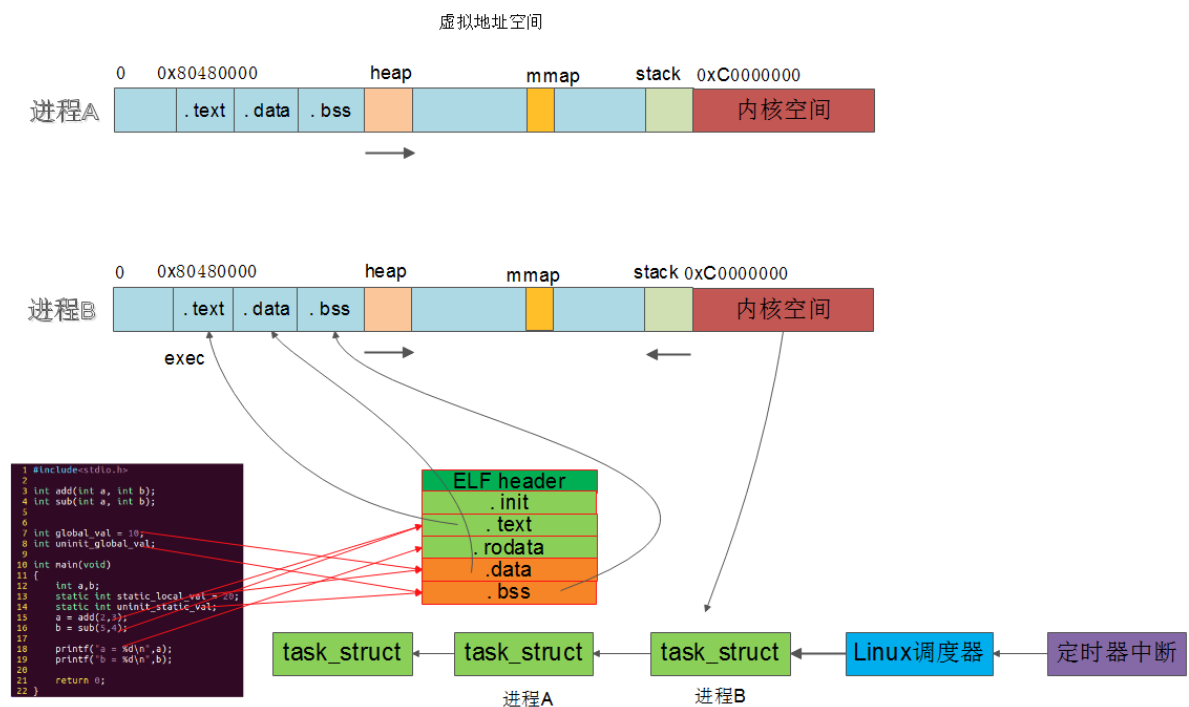 虚拟地址空间
0 0x80480000 heap mmap stack 0xC0000000
进程A .text .data .bss 内核空间
0 0x80480000 heap mmap stack 0xC0000000
进程B .text .data .bss 内核空间
exec
1 #include<stdio.h>
2
3 int add(int a, int b);
4 int sub(int a, int b);
5
6
7 int global_val = 10;
8 int uninit_global_val;
9
10 int main(void)
11 {
12 int a,b;
13 static int static_local_val = 20;
14 static int uninit_static_val;
15 a = add(2,3);
16 b = sub(5,4);
17
18 printf("a = %d\n",a);
19 printf("b = %d\n",b);
20
21 return 0;
22 }
ELF header
.init
.text
.rodata
.data
.bss
task_struct task_struct task_struct Linux调度器 定时器中断
进程A 进程B